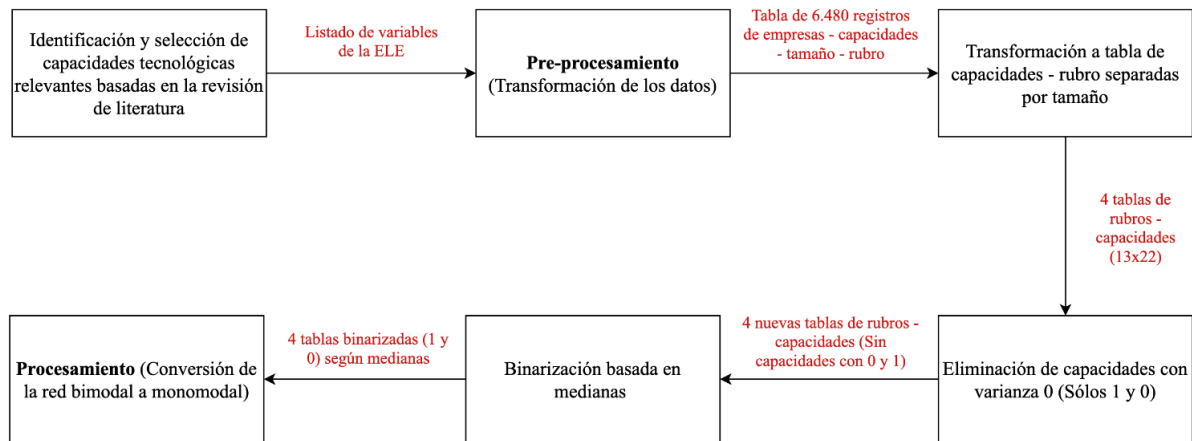 Identificación y selección de
capacidades tecnológicas
relevantes basadas en la revisión
de literatura
Listado de variables
de la ELE
Pre-procesamiento
(Transformación de los datos)
Tabla de 6.480 registros
de empresas - capacidades
- tamaño - rubro
Transformación a tabla de
capacidades - rubro separadas
por tamaño
4 tablas de
rubros -
capacidades
(13x22)
Eliminación de capacidades con
varianza 0 (Sólos 1 y 0)
4 nuevas tablas de rubros -
capacidades (Sin
capacidades con 0 y 1)
Binarización basada en
medianas
4 tablas binarizadas (1 y
0) según medianas
Procesamiento (Conversión de
la red bimodal a monomodal)